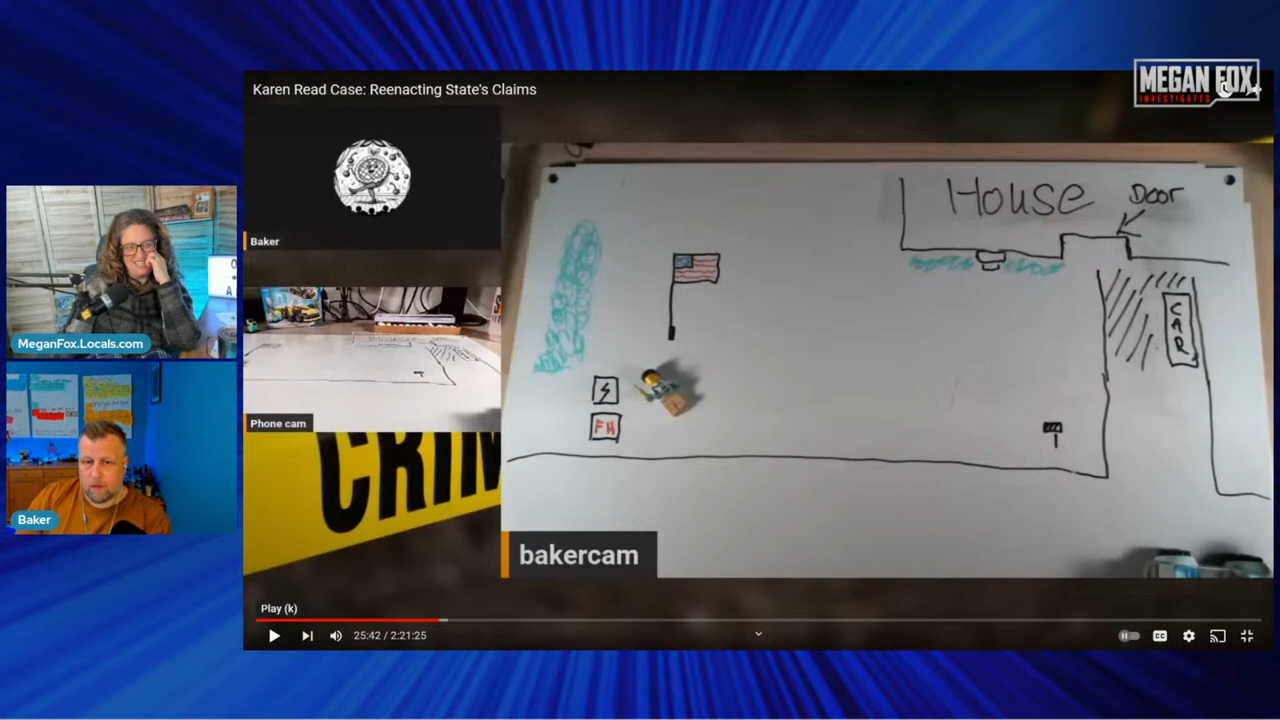 MEGAN FOX
INVESTIGATES
Karen Read Case: Reenacting State's Claims
House
Door
CAR
Baker
FH
Phone cam
CRIM
bakercam
MeganFox.Locals.com
Baker
Play (k)
25:42 / 2:21:25
CC